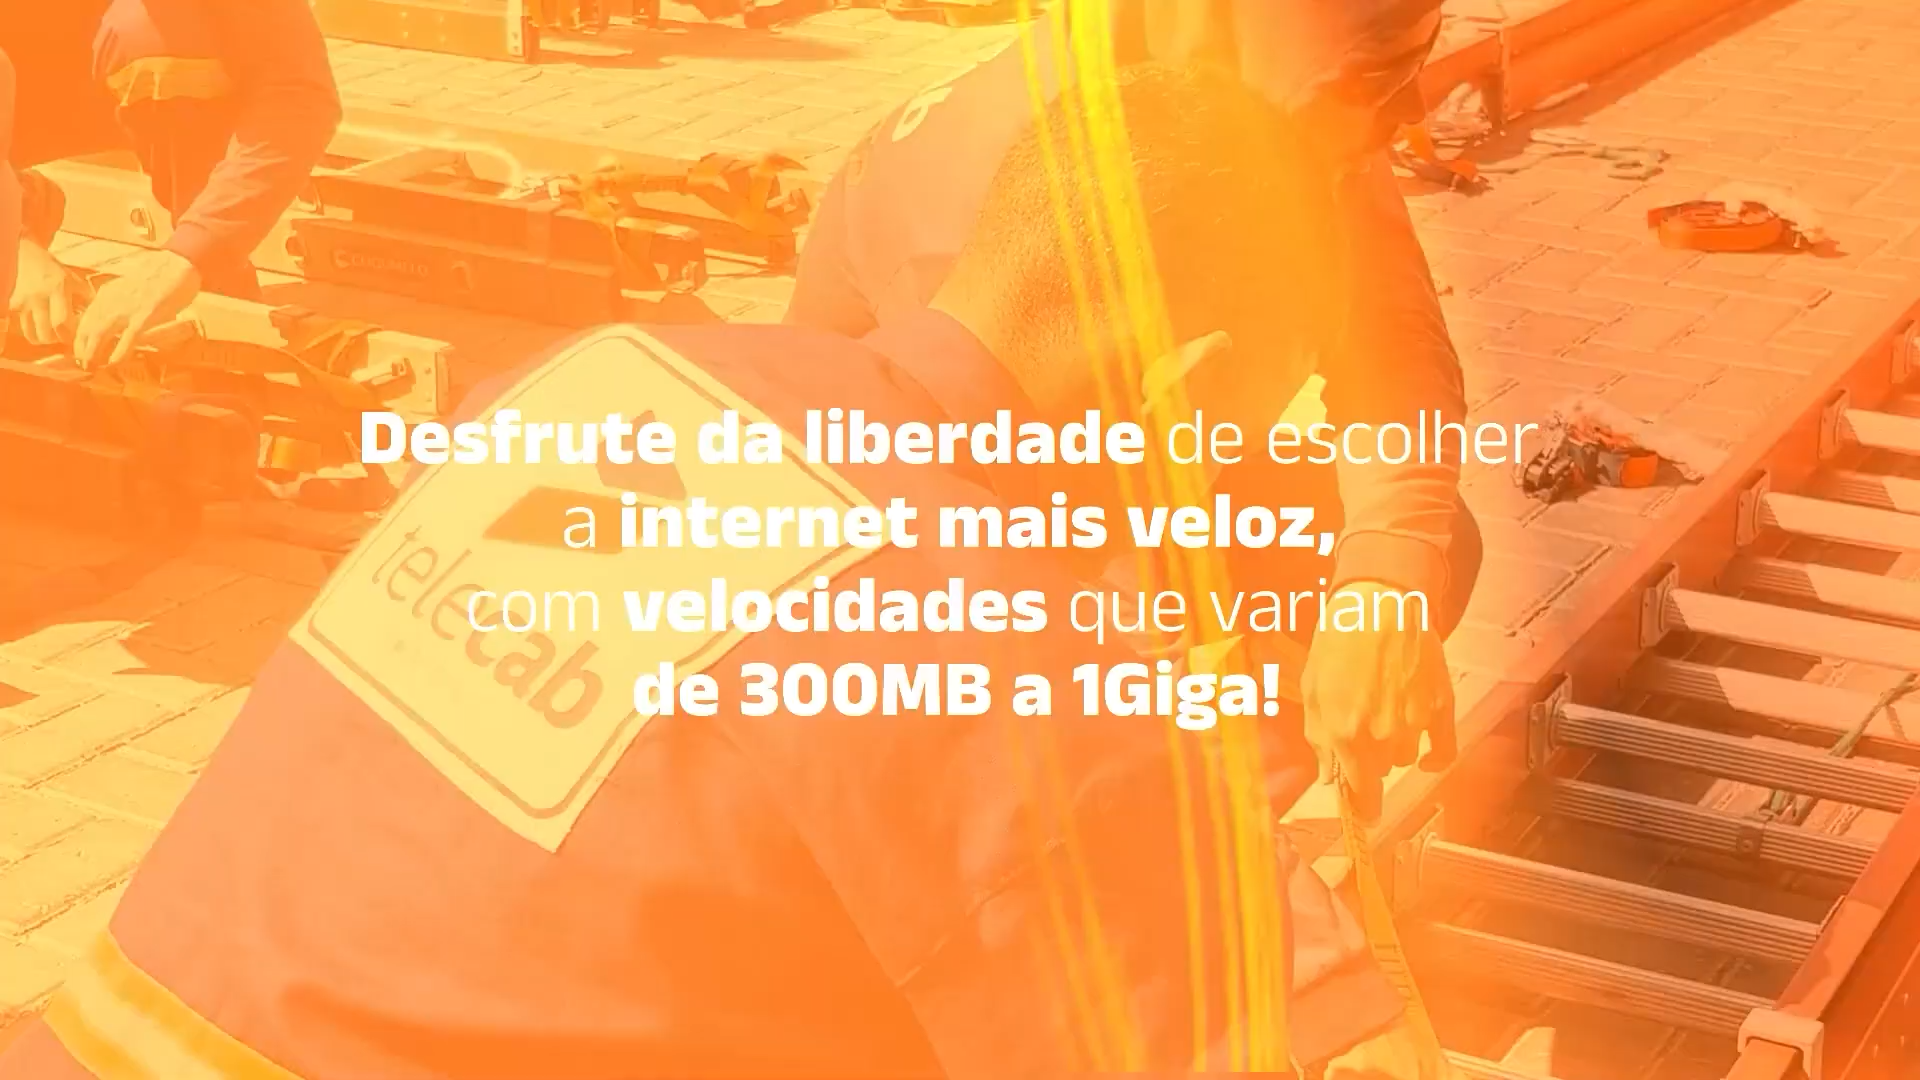 Desfrute da liberdade de escolher
a internet mais veloz,
com velocidades que variam
de 300MB a 1Giga!
telecab